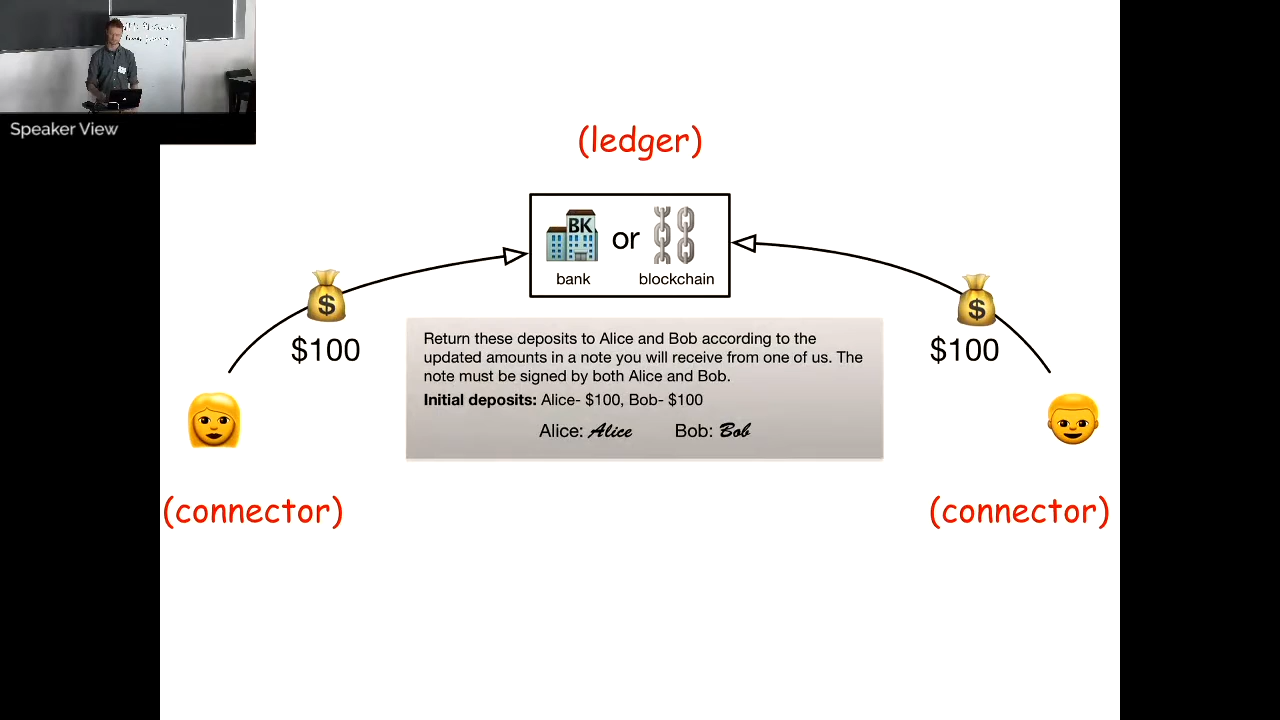 Speaker View
(ledger)
BK
or
bank
blockchain
$
$100
$
$100
Return these deposits to Alice and Bob according to the
updated amounts in a note you will receive from one of us. The
note must be signed by both Alice and Bob.
Initial deposits: Alice- $100, Bob- $100
Alice: Alice Bob: Bob
(connector)
(connector)